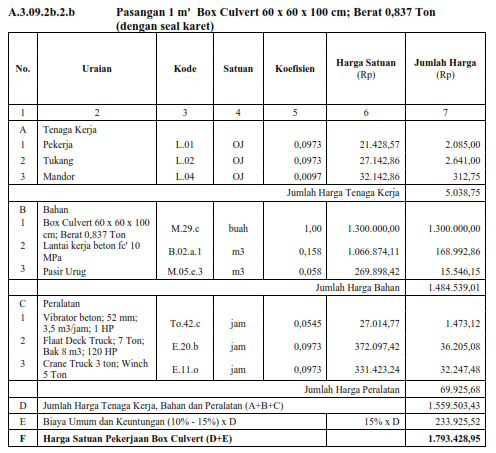 A.3.09.2b.2.b Pasangan 1 m' Box Culvert 60 x 60 x 100 cm; Berat 0,837 Ton
(dengan seal karet)
No. Uraian Kode Satuan Koefisien Harga Satuan (Rp) Jumlah Harga (Rp)
1 2 3 4 5 6 7
A Tenaga Kerja
1 Pekerja L.01 OJ 0,0973 21.428,57 2.085,00
2 Tukang L.02 OJ 0,0973 27.142,86 2.641,00
3 Mandor L.04 OJ 0,0097 32.142,86 312,75
Jumlah Harga Tenaga Kerja 5.038,75
B Bahan
1 Box Culvert 60 x 60 x 100
cm; Berat 0,837 Ton M.29.c buah 1,00 1.300.000,00 1.300.000,00
2 Lantai kerja beton fc' 10
MPa B.02.a.1 m3 0,158 1.066.874,11 168.992,86
3 Pasir Urug M.05.e.3 m3 0,058 269.898,42 15.546,15
Jumlah Harga Bahan 1.484.539,01
C Peralatan
1 Vibrator beton; 52 mm;
3,5 m3/jam; 1 HP To.42.c jam 0,0545 27.014,77 1.473,12
2 Flaat Deck Truck; 7 Ton;
Bak 8 m3; 120 HP E.20.b jam 0,0973 372.097,42 36.205,08
3 Crane Truck 3 ton; Winch
5 Ton E.11.o jam 0,0973 331.423,24 32.247,48
Jumlah Harga Peralatan 69.925,68
D Jumlah Harga Tenaga Kerja, Bahan dan Peralatan (A+B+C) 1.559.503,43
E Biaya Umum dan Keuntungan (10% - 15%) x D 15% x D 233.925,52
F Harga Satuan Pekerjaan Box Culvert (D+E) 1.793.428,95